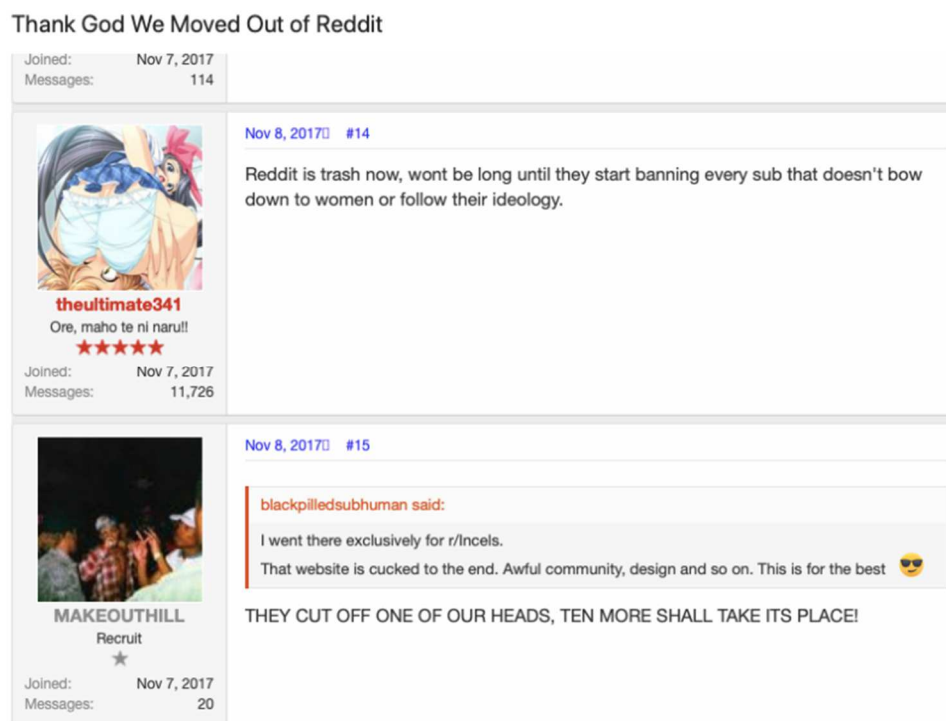 Thank God We Moved Out of Reddit
Joined: Nov 7, 2017
Messages: 114
Nov 8, 2017 #14
Reddit is trash now, wont be long until they start banning every sub that doesn't bow
down to women or follow their ideology.
theultimate341
Ore, maho te ni naru!!
Joined: Nov 7, 2017
Messages: 11,726
Nov 8, 2017 #15
blackpilledsubhuman said:
I went there exclusively for r/Incels.
That website is cucked to the end. Awful community, design and so on. This is for the best 😎
THEY CUT OFF ONE OF OUR HEADS, TEN MORE SHALL TAKE ITS PLACE!
MAKEOUTHILL
Recruit
Joined: Nov 7, 2017
Messages: 20